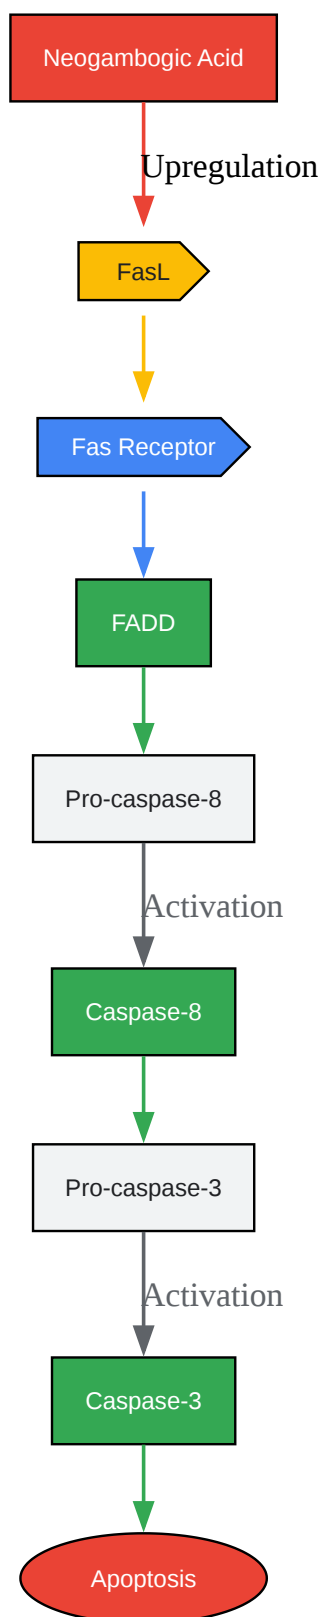 Neogambogic Acid
Upregulation
FasL
Fas Receptor
FADD
Pro-caspase-8
Activation
Caspase-8
Pro-caspase-3
Activation
Caspase-3
Apoptosis